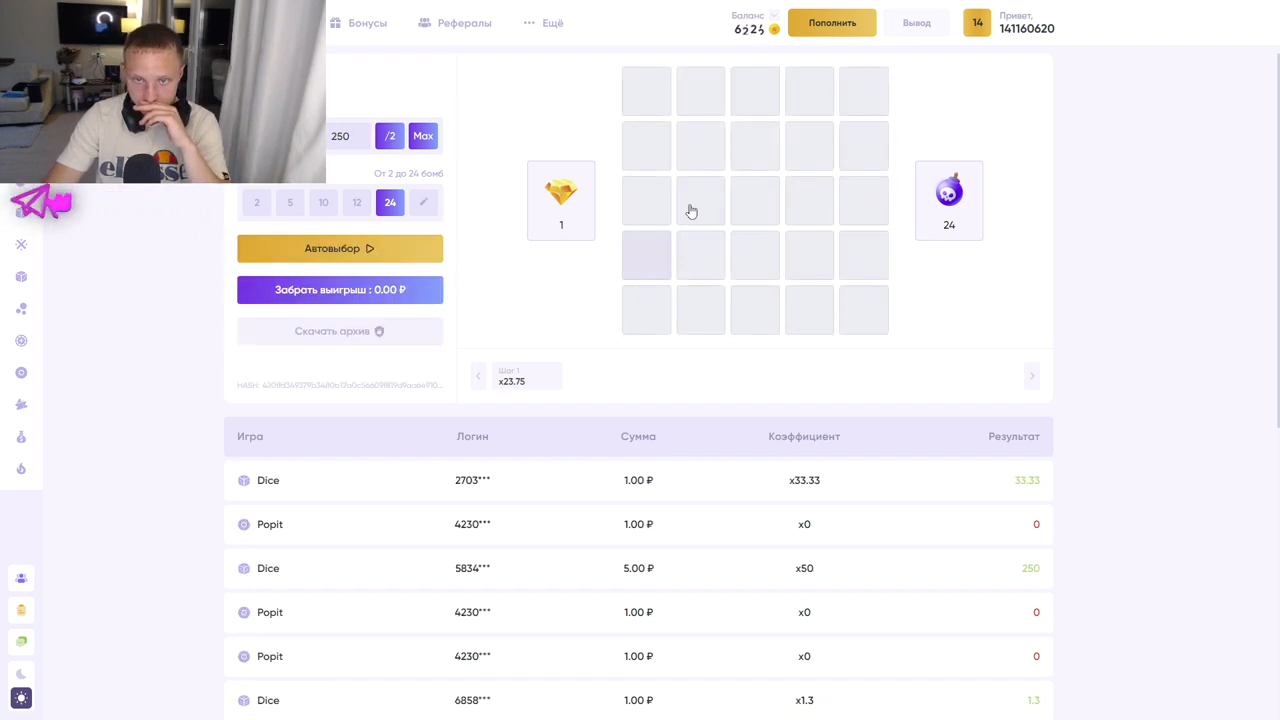 Бонусы
Рефералы
Ещё
Баланс
Пополнить
Вывод
14
Привет,
141160620
ellesse
250
/2
Max
От 2 до 24 бомб
2
5
10
12
24
Автовыбор
Забрать выигрыш : 0.00 ₽
Скачать архив
1
24
Шаг 1
x23.75
Игра Логин Сумма Коэффициент Результат
Dice 2703*** 1.00 ₽ x33.33 33.33
Popit 4230*** 1.00 ₽ x0 0
Dice 5834*** 5.00 ₽ x50 250
Popit 4230*** 1.00 ₽ x0 0
Popit 4230*** 1.00 ₽ x0 0
Dice 6858*** 1.00 ₽ x1.3 1.3